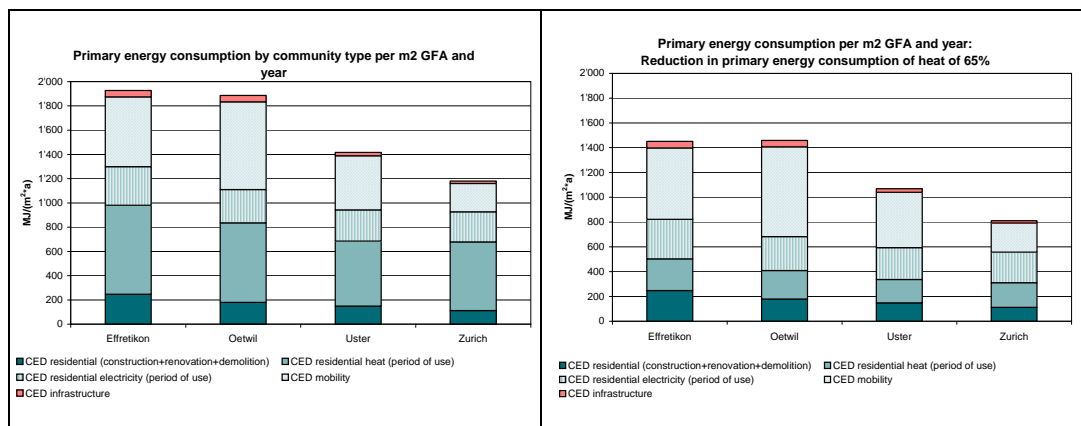 Primary energy consumption by community type per m2 GFA and
year
2'000
1'800
1'600
1'400
1'200
1'000
800
600
400
200
0
MJ/(m²*a)
Effretikon Oetwil Uster Zurich
CED residential (construction+renovation+demolition) CED residential heat (period of use)
CED residential electricity (period of use) CED mobility
CED infrastructure
Primary energy consumption per m2 GFA and year:
Reduction in primary energy consumption of heat of 65%
2'000
1'800
1'600
1'400
1'200
1'000
800
600
400
200
0
MJ/(m²*a)
Effretikon Oetwil Uster Zurich
CED residential (construction+renovation+demolition) CED residential heat (period of use)
CED residential electricity (period of use) CED mobility
CED infrastructure